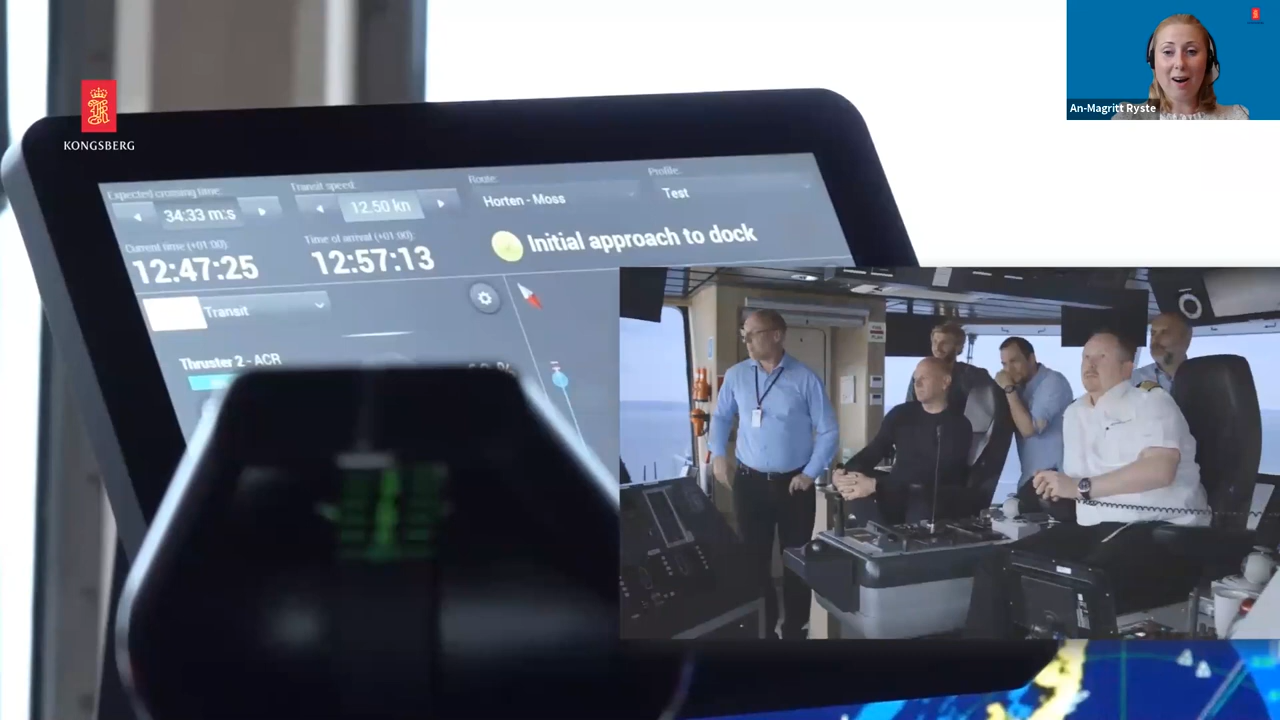 An-Magritt Ryste
KONGSBERG
Expected crossing time:
34:33 m:s
Transit speed:
12.50 kn
Route:
Horten - Moss
Profile:
Test
Current time (+01:00):
12:47:25
Time of arrival (+01:00):
12:57:13
Initial approach to dock
Transit
Thruster 2 - ACR